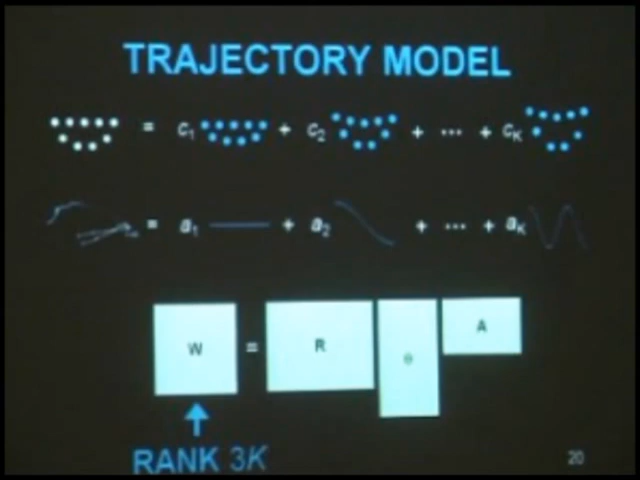 TRAJECTORY MODEL
= c1 + c2 + ... + cK
= a1 + a2 + ... + aK
W = R θ A
RANK 3K
20